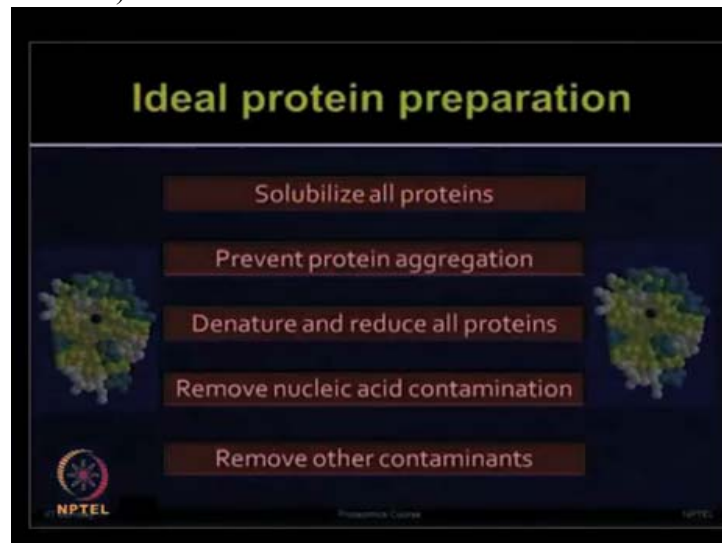 )
Ideal protein preparation
Solubilize all proteins
Prevent protein aggregation
Denature and reduce all proteins
Remove nucleic acid contamination
Remove other contaminants
NPTEL
Proteomics Course
NPTEL